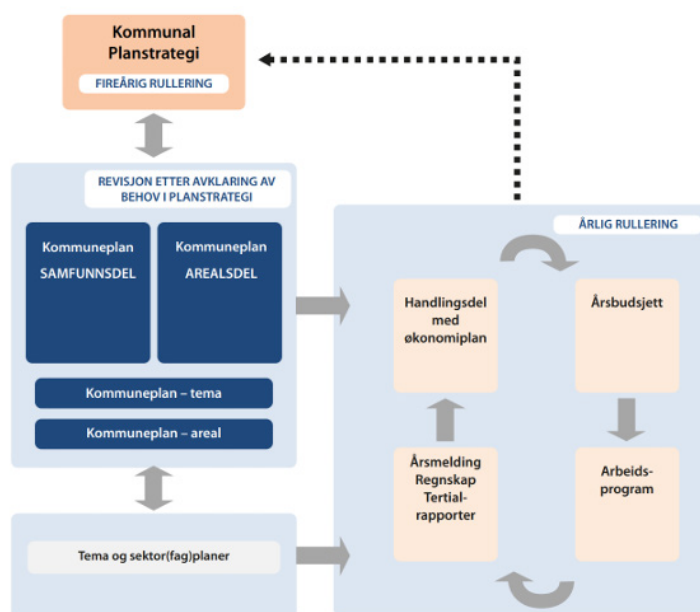 Kommunal
Planstrategi
FIREÅRIG RULLERING
REVISJON ETTER AVKLARING AV
BEHOV I PLANSTRATEGI
Kommuneplan
SAMFUNNSDEL
Kommuneplan
AREALSDEL
Kommuneplan – tema
Kommuneplan – areal
Tema og sektor(fag)planer
ÅRLIG RULLERING
Handlingsdel
med
økonomiplan
Årsbudsjett
Årsmelding
Regnskap
Tertial-
rapporter
Arbeids-
program